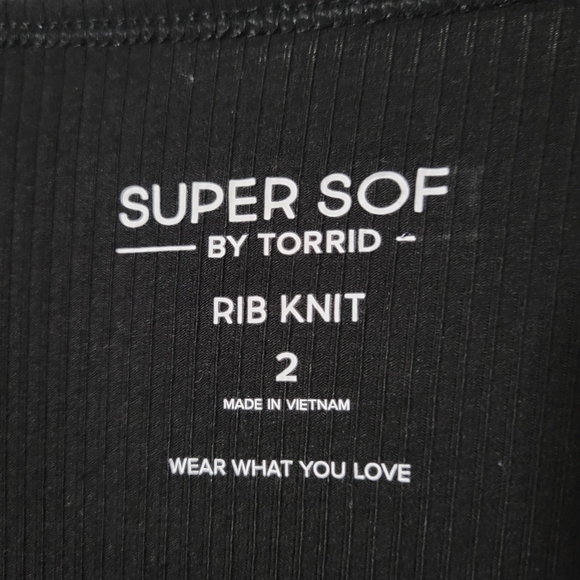 SUPER SOF
BY TORRID
RIB KNIT
2
MADE IN VIETNAM
WEAR WHAT YOU LOVE